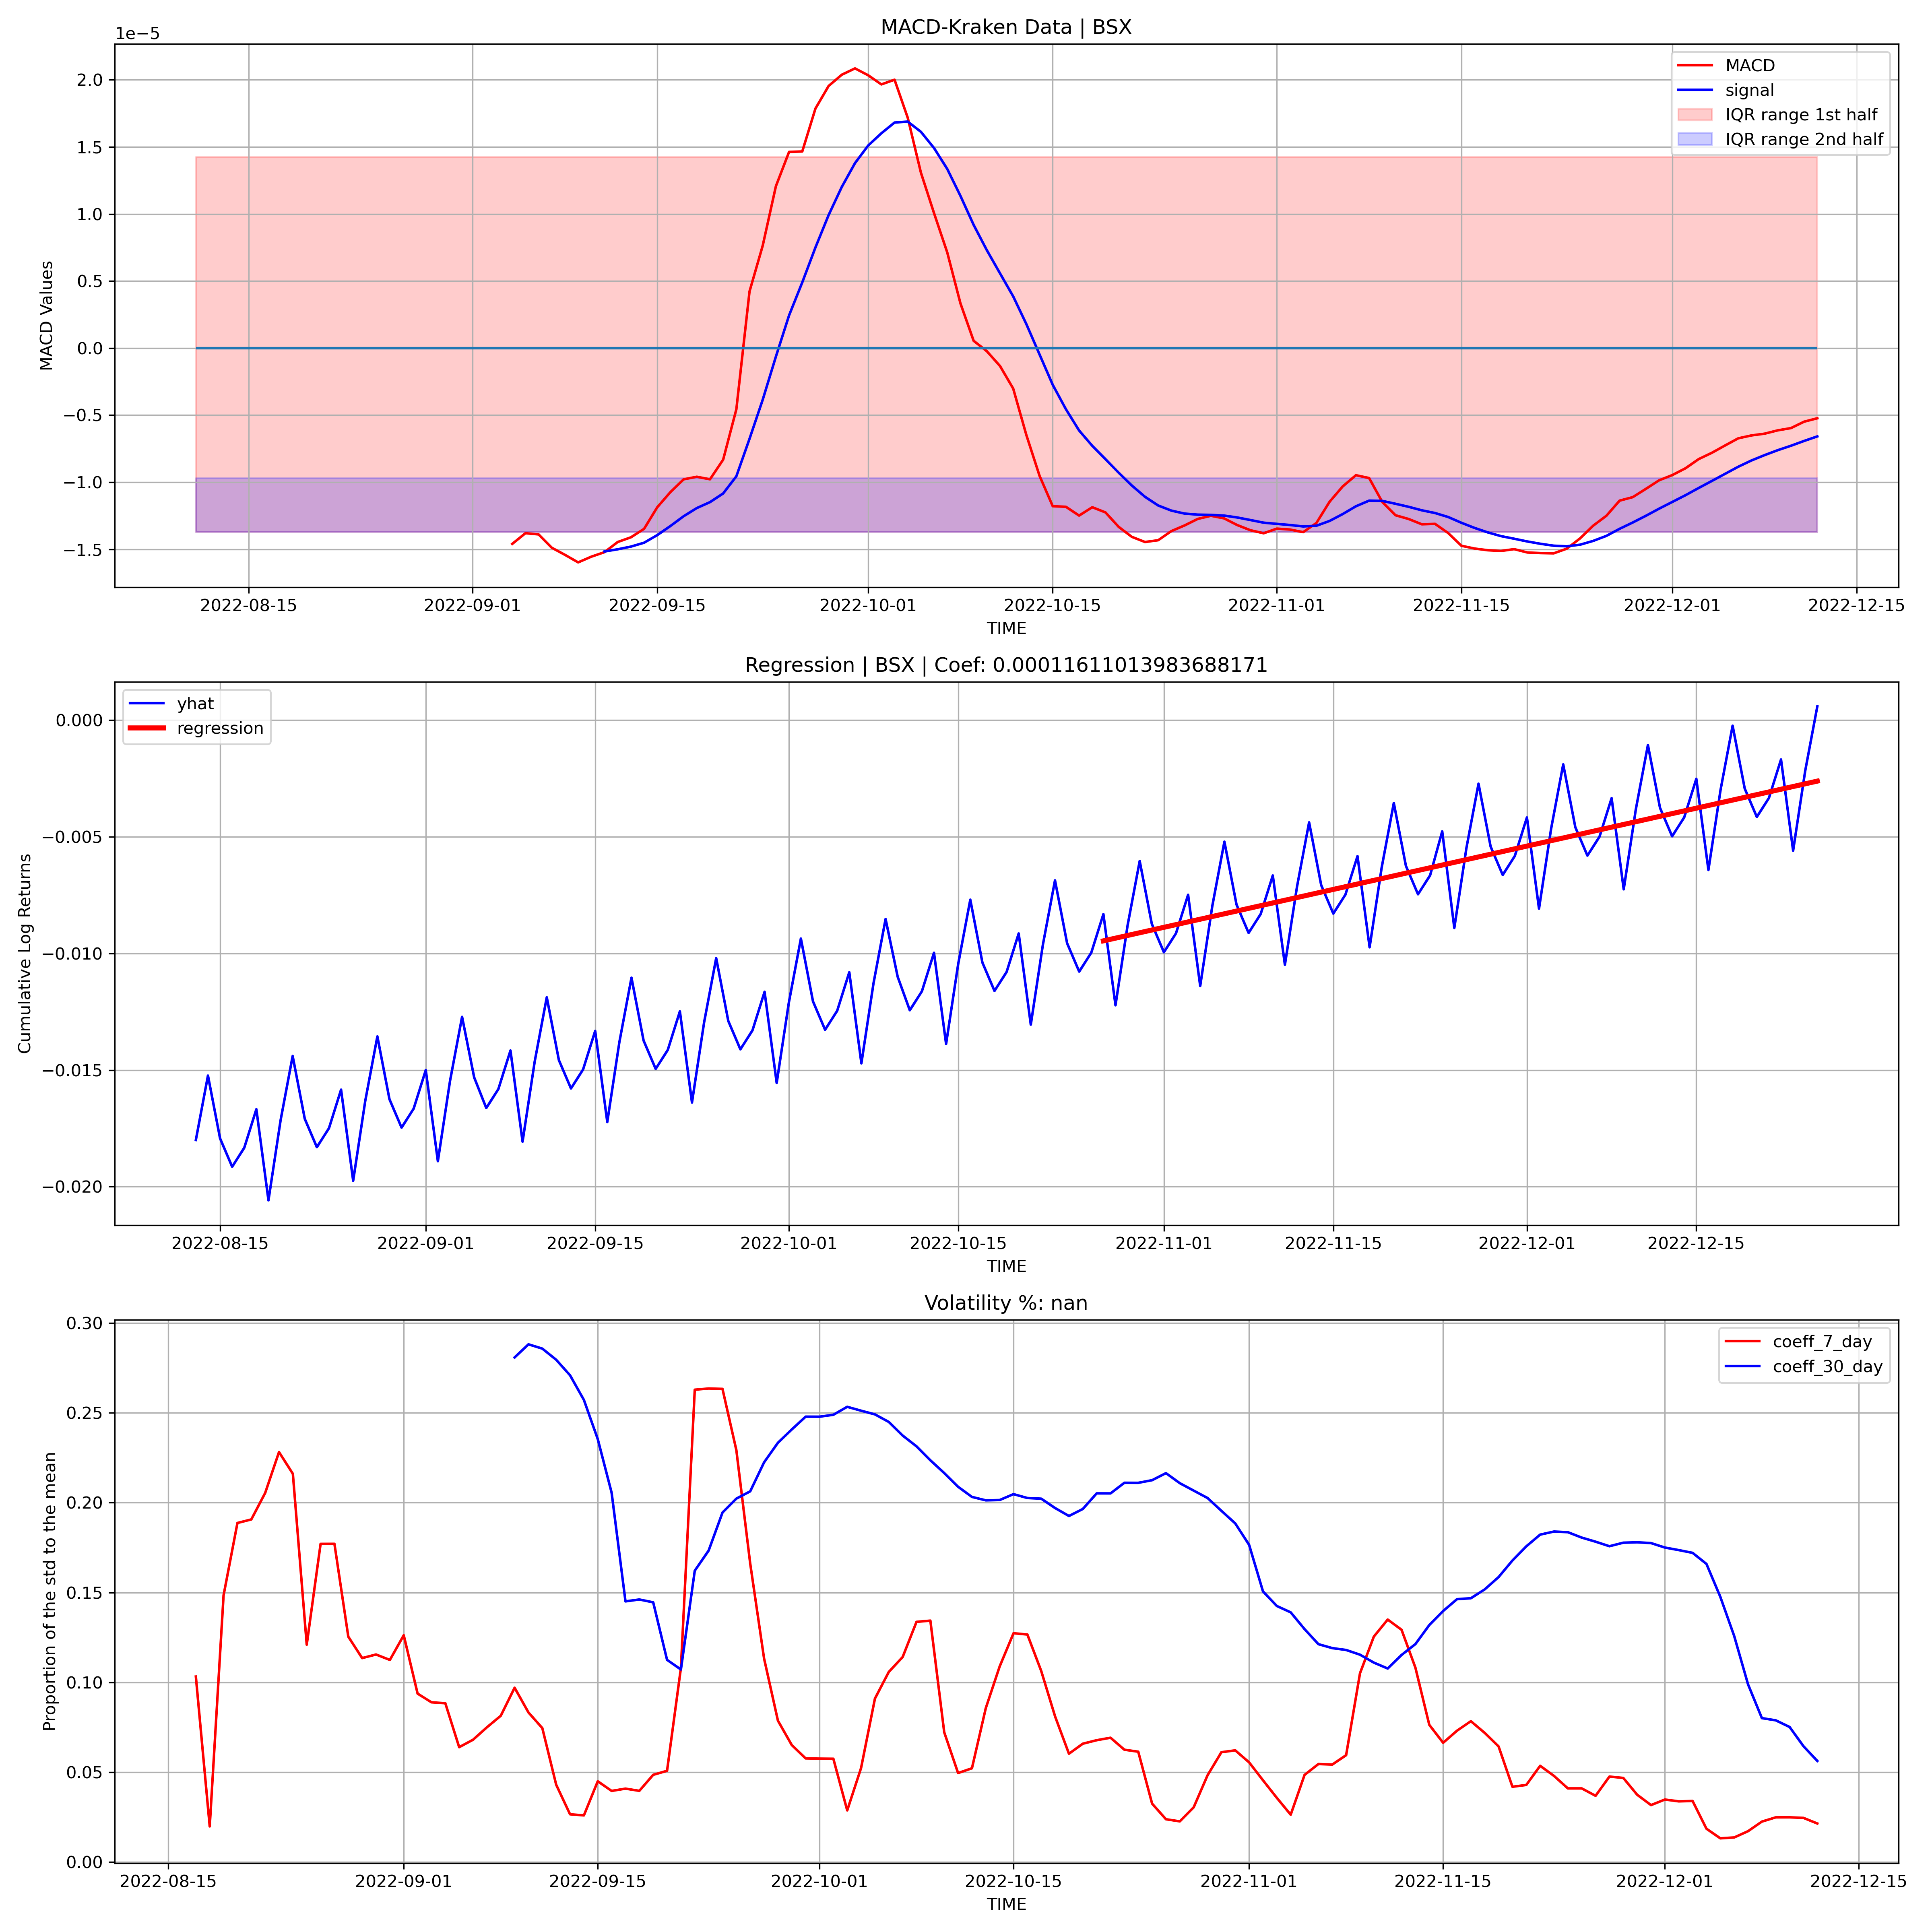 MACD-Kraken Data | BSX
1e−5
MACD
signal
IQR range 1st half
IQR range 2nd half
2.0
1.5
1.0
0.5
0.0
−0.5
−1.0
−1.5
MACD Values
2022-08-15 2022-09-01 2022-09-15 2022-10-01 2022-10-15 2022-11-01 2022-11-15 2022-12-01 2022-12-15
TIME
Regression | BSX | Coef: 0.00011611013983688171
yhat
regression
0.000
−0.005
−0.010
−0.015
−0.020
Cumulative Log Returns
2022-08-15 2022-09-01 2022-09-15 2022-10-01 2022-10-15 2022-11-01 2022-11-15 2022-12-01 2022-12-15
TIME
Volatility %: nan
coeff_7_day
coeff_30_day
0.30
0.25
0.20
0.15
0.10
0.05
0.00
Proportion of the std to the mean
2022-08-15 2022-09-01 2022-09-15 2022-10-01 2022-10-15 2022-11-01 2022-11-15 2022-12-01 2022-12-15
TIME